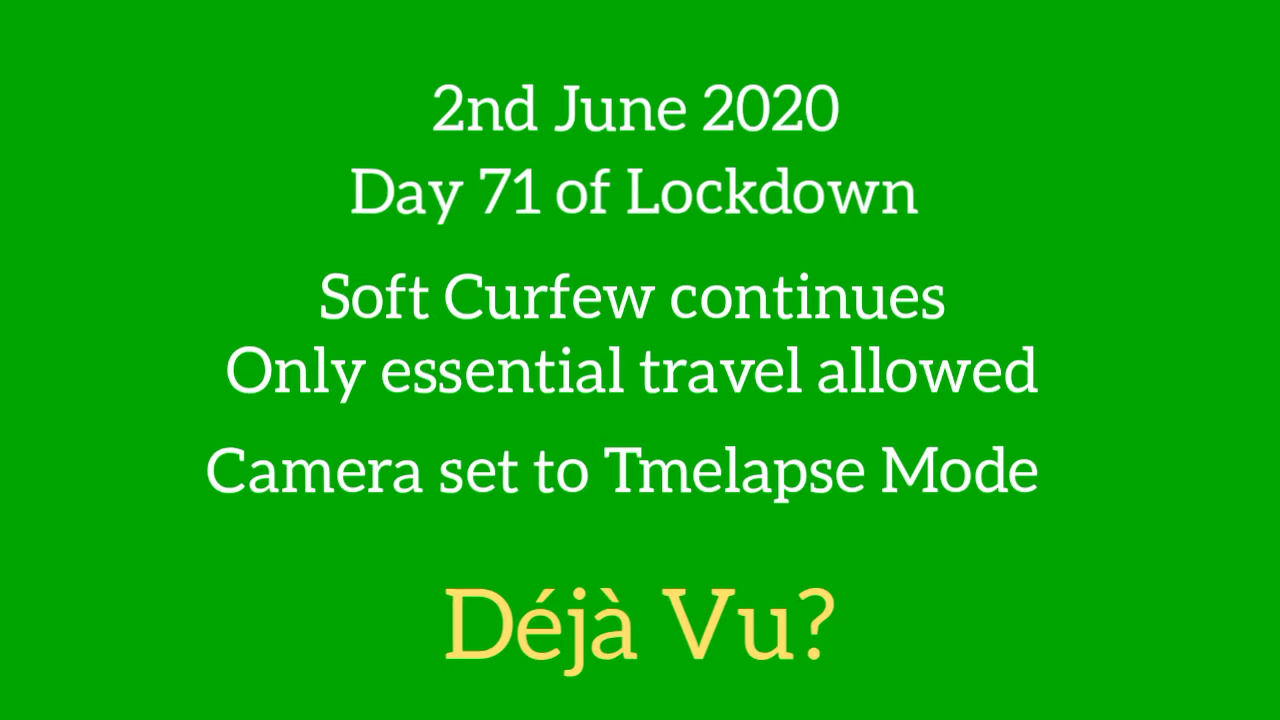 2nd June 2020
Day 71 of Lockdown
Soft Curfew continues
Only essential travel allowed
Camera set to Tmelapse Mode
Déjà Vu?